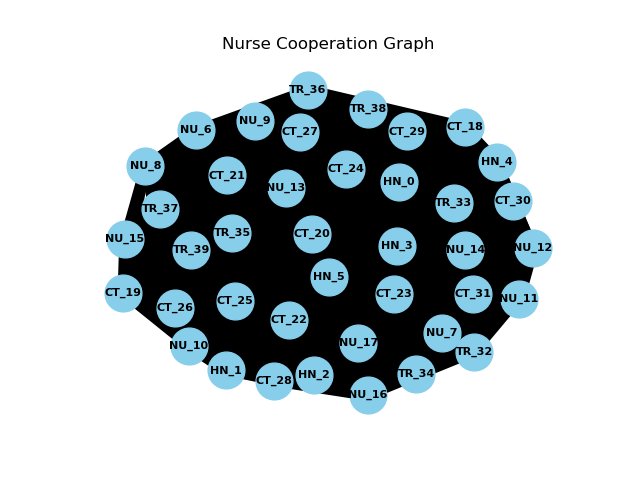 Nurse Cooperation Graph
TR_36
TR_38
NU_9
CT_18
NU_6
CT_27
CT_29
HN_4
NU_8
CT_24
CT_21
HN_0
NU_13
CT_30
TR_33
TR_37
TR_35
CT_20
NU_15
HN_3
NU_12
TR_39
NU_14
HN_5
CT_19
CT_23
CT_31
NU_11
CT_25
CT_26
CT_22
NU_7
NU_17
NU_10
TR_32
HN_1
TR_34
HN_2
CT_28
NU_16